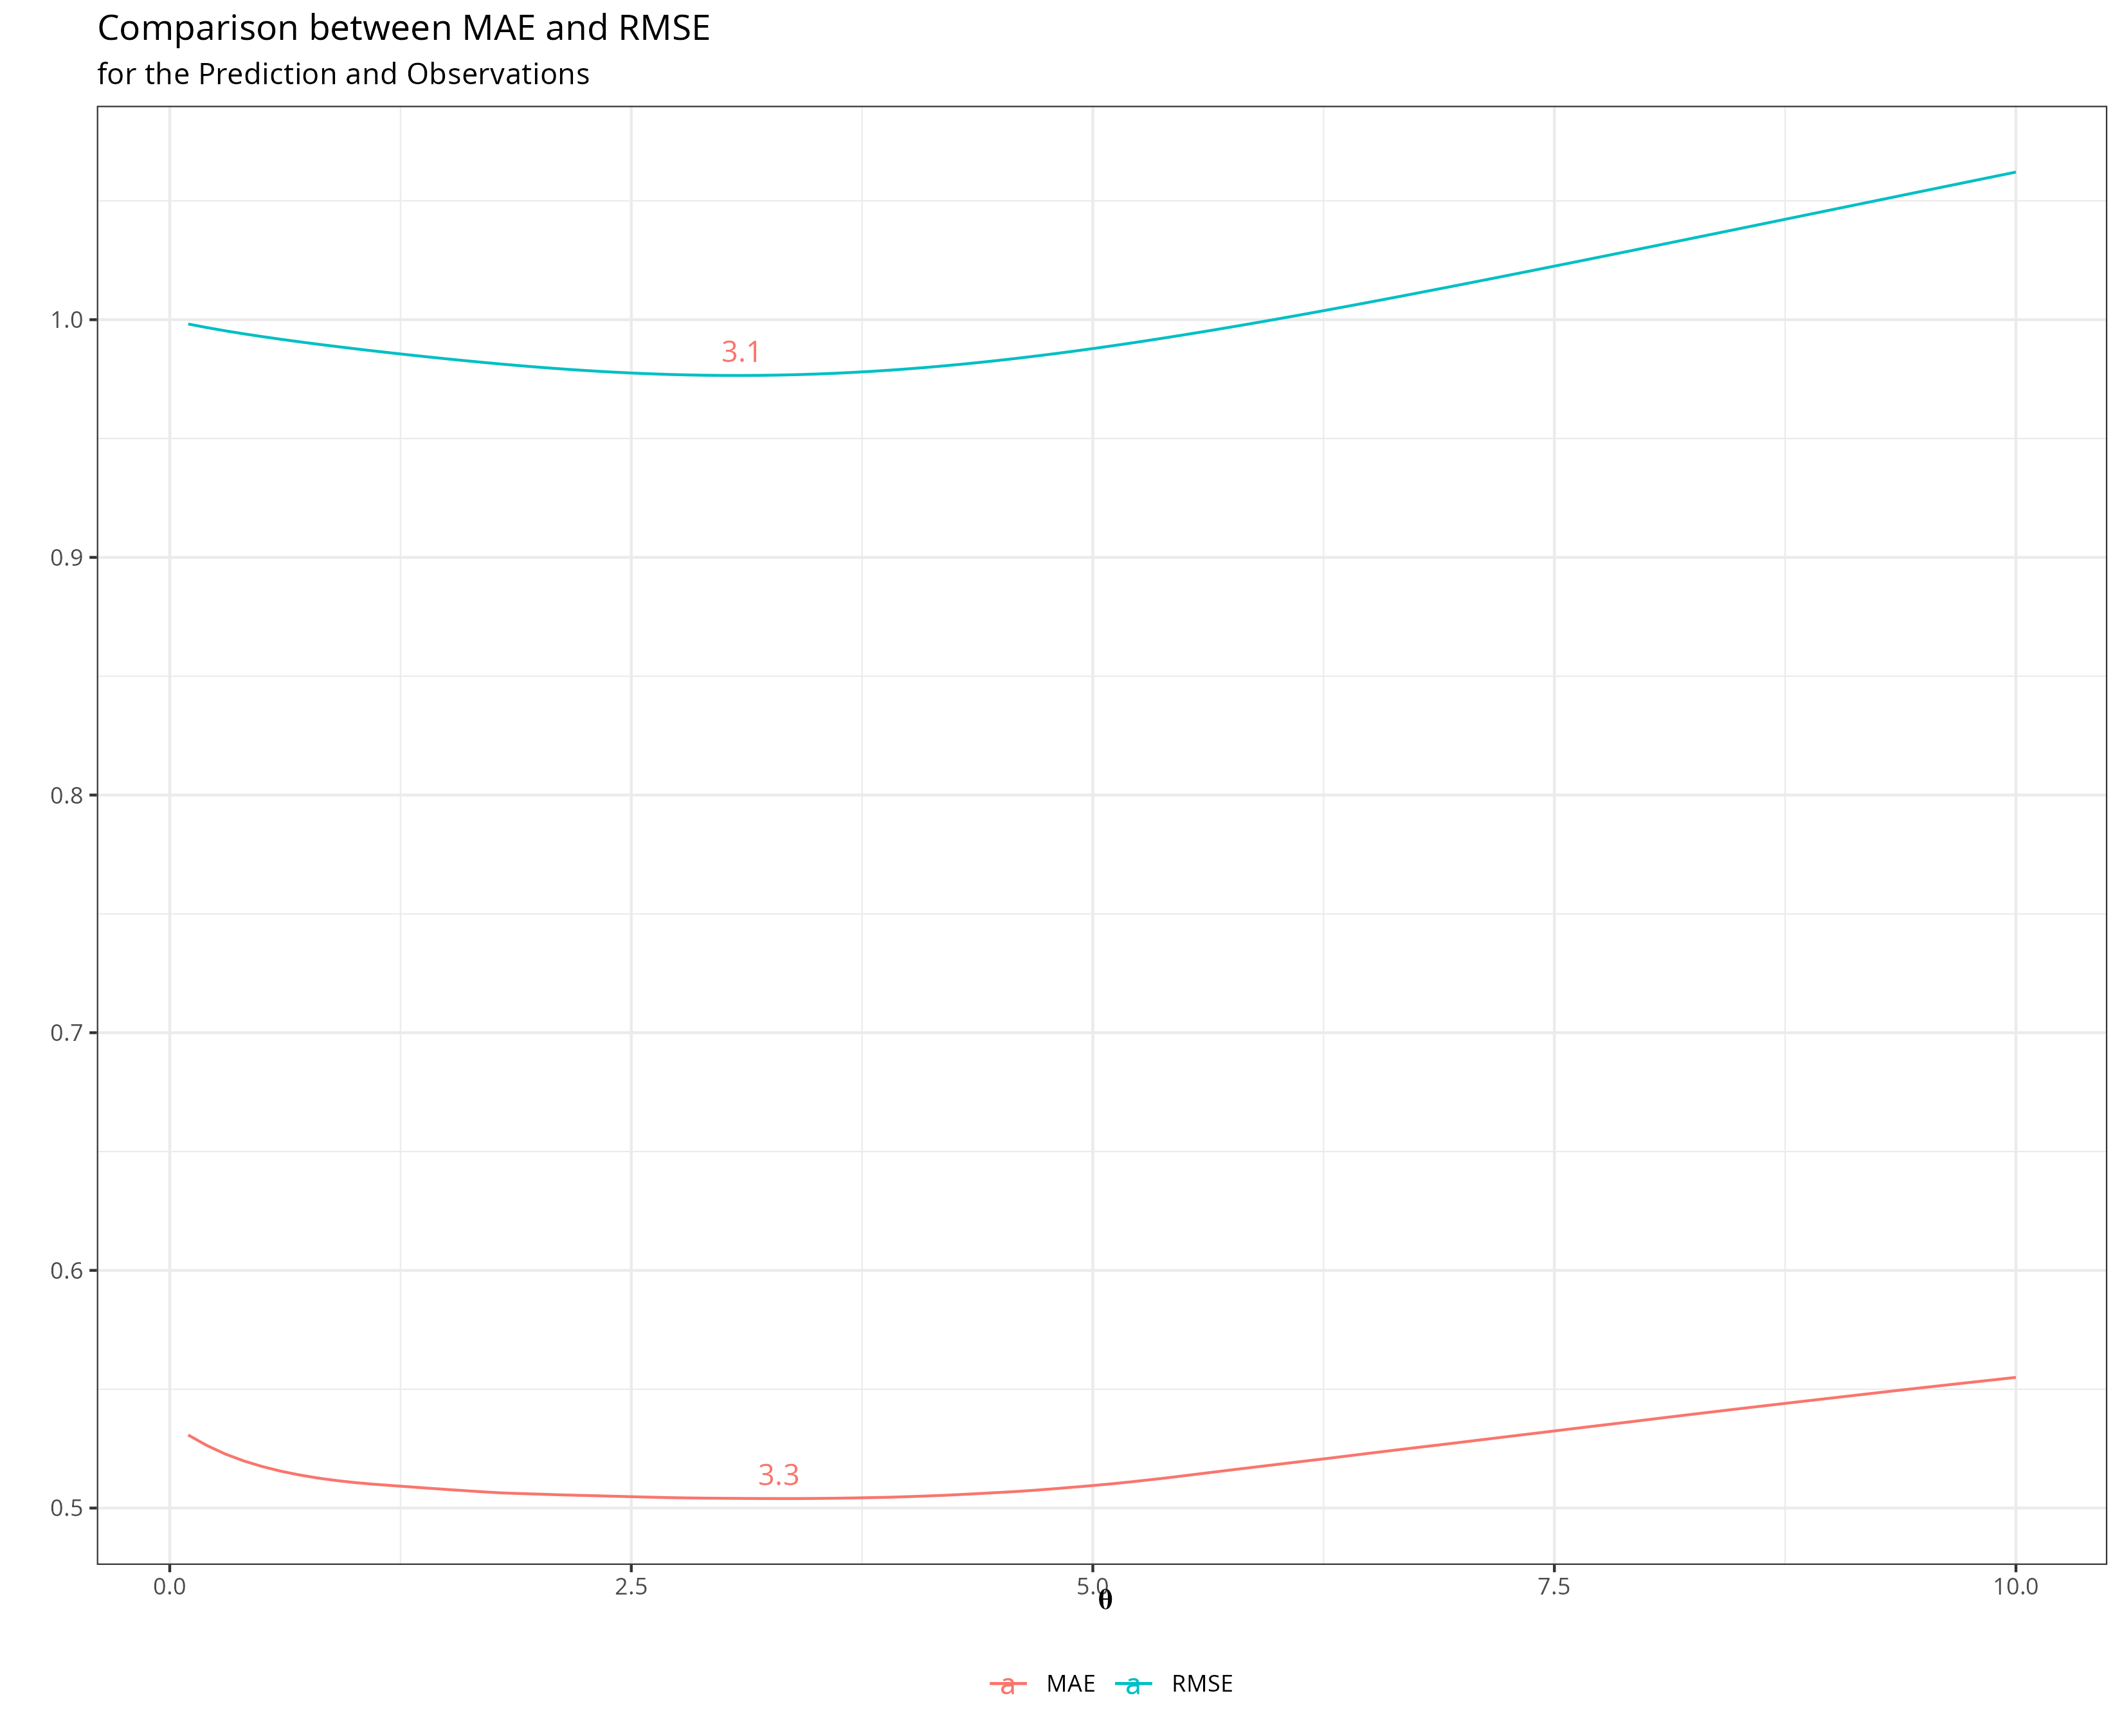 Comparison between MAE and RMSE
for the Prediction and Observations
1.0
0.9
0.8
0.7
0.6
0.5
3.1
3.3
0.0 2.5 5.0 7.5 10.0
θ
a MAE a RMSE